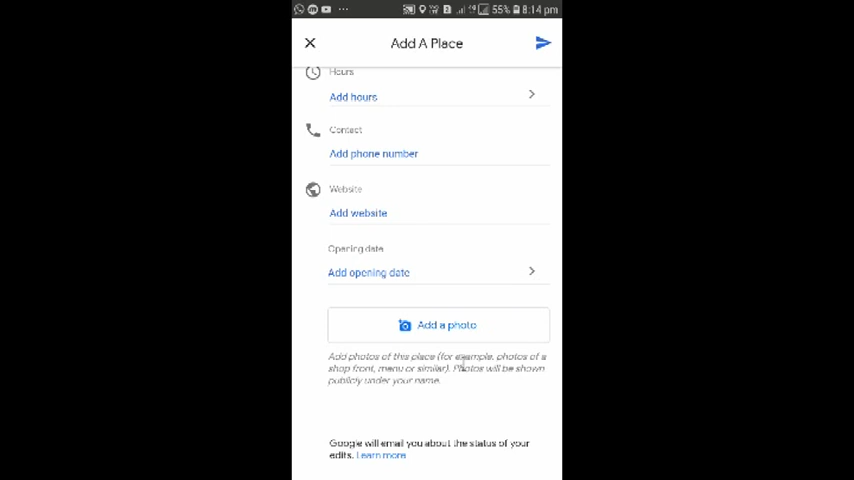 55% 8:14 pm
Add A Place
Hours
Add hours
Contact
Add phone number
Website
Add website
Opening date
Add opening date
Add a photo
Add photos of this place (for example, photos of a
shop front, menu or similar). Photos will be shown
publicly under your name.
Google will email you about the status of your
edits. Learn more